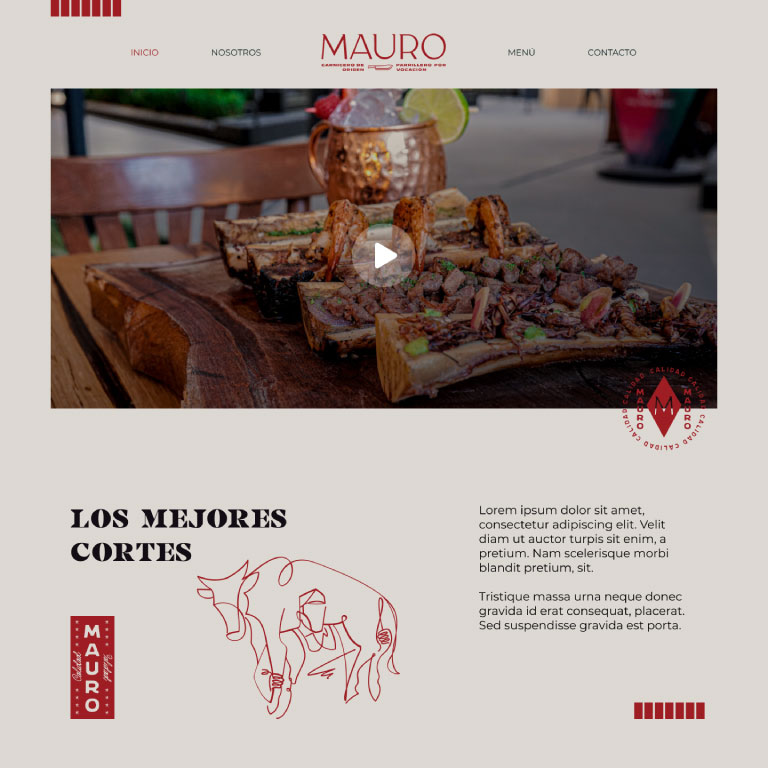 INICIO
NOSOTROS
MAURO
CARNICERO DE ORIGEN
PARRILLERO POR VOCACIÓN
MENÚ
CONTACTO
CALIDAD CALIDAD CALIDAD CALIDAD CALIDAD
MAURO
M
MAURO
LOS MEJORES
CORTES
Lorem ipsum dolor sit amet,
consectetur adipiscing elit. Velit
diam ut auctor turpis sit enim, a
pretium. Nam scelerisque morbi
blandit pretium, sit.
Tristique massa urna neque donec
gravida id erat consequat, placerat.
Sed suspendisse gravida est porta.
Calidad
MAURO